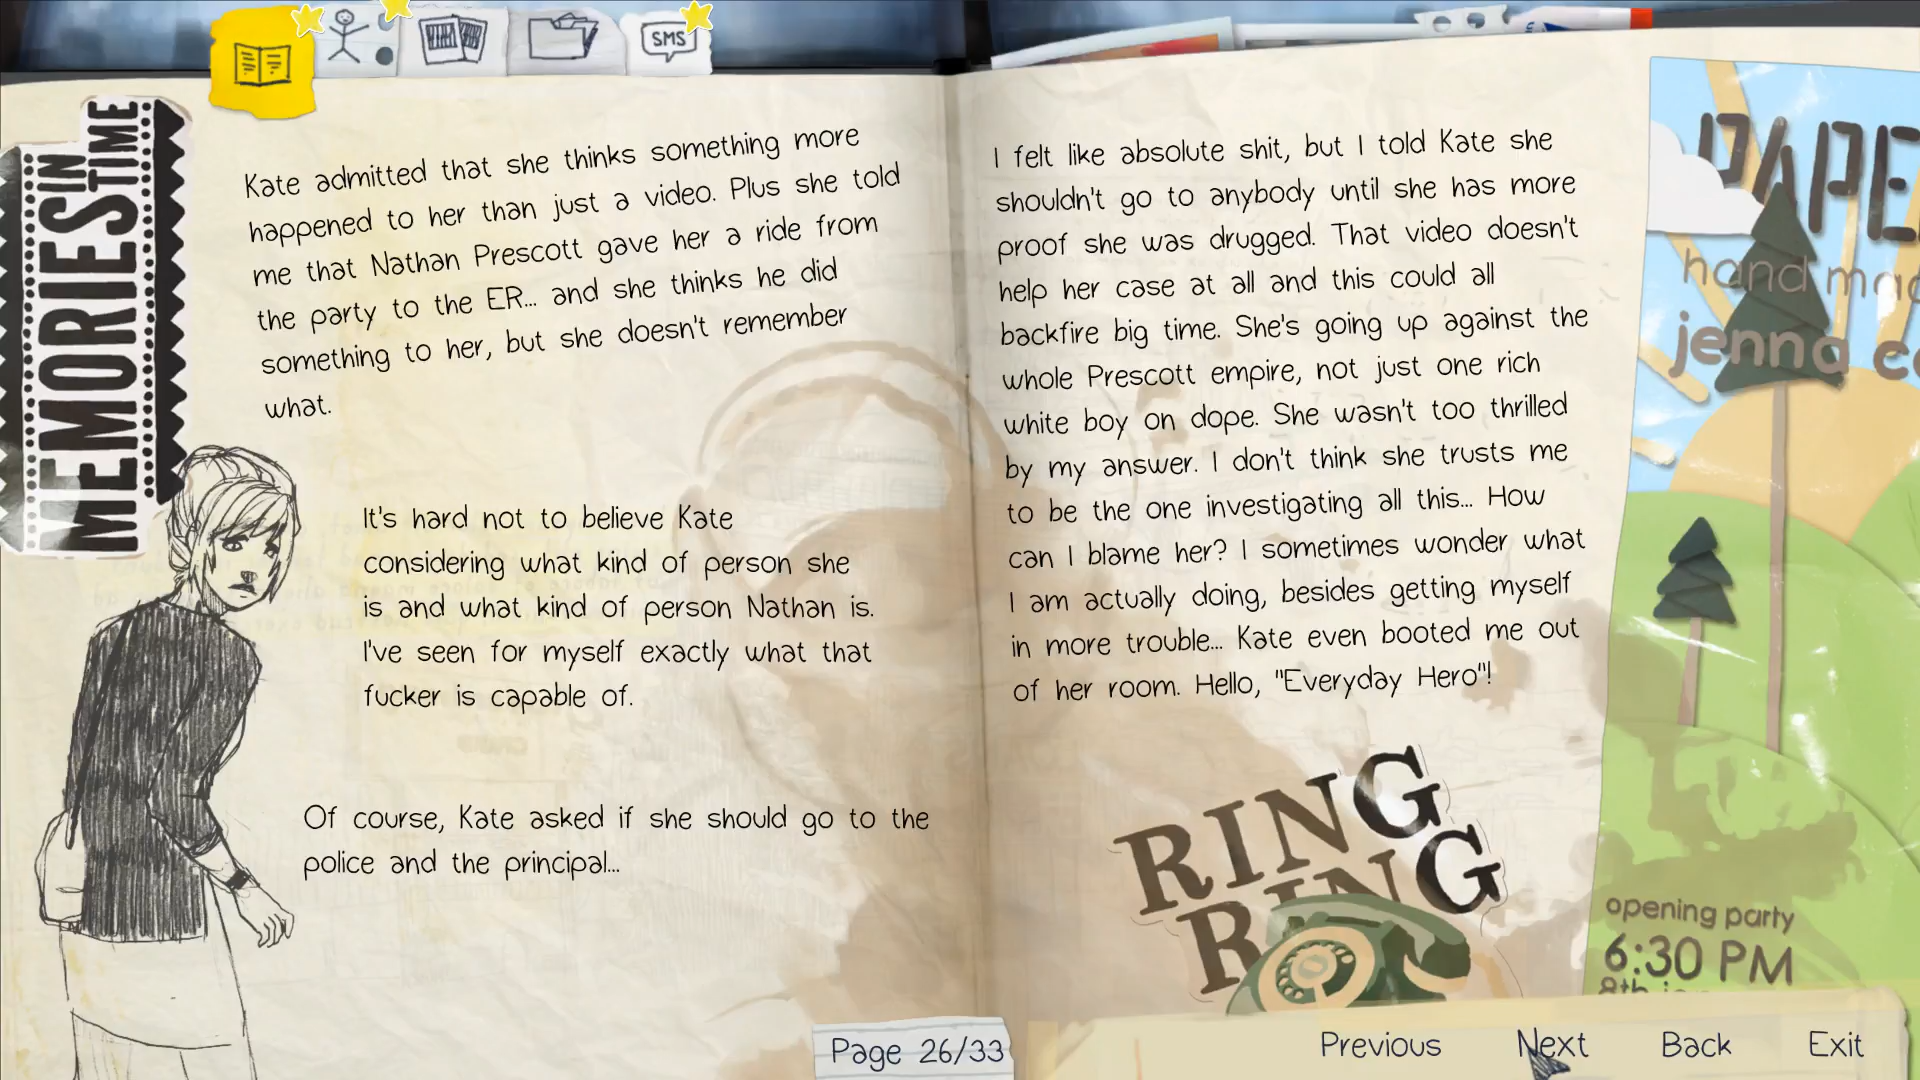 SMS
MEMORIES
IN
TIME
Kate admitted that she thinks something more
happened to her than just a video. Plus she told
me that Nathan Prescott gave her a ride from
the party to the ER... and she thinks he did
something to her, but she doesn't remember
what.
It's hard not to believe Kate
considering what kind of person she
is and what kind of person Nathan is.
I've seen for myself exactly what that
fucker is capable of.
Of course, Kate asked if she should go to the
police and the principal...
I felt like absolute shit, but I told Kate she
shouldn't go to anybody until she has more
proof she was drugged. That video doesn't
help her case at all and this could all
backfire big time. She's going up against the
whole Prescott empire, not just one rich
white boy on dope. She wasn't too thrilled
by my answer. I don't think she trusts me
to be the one investigating all this... How
can I blame her? I sometimes wonder what
I am actually doing, besides getting myself
in more trouble... Kate even booted me out
of her room. Hello, "Everyday Hero"!
RING
RING
PAPE
hand mad
jenna co
opening party
6:30 PM
8th
Page 26/33
Previous
Next
Back
Exit